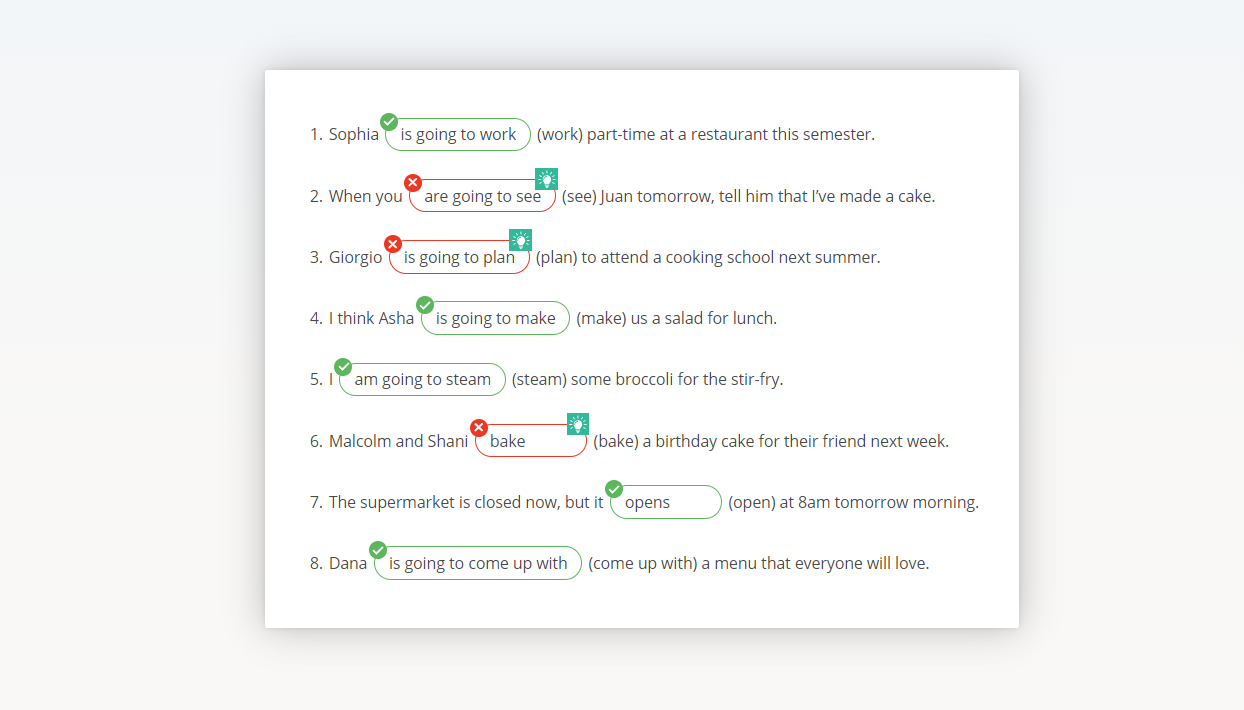 1. Sophia is going to work (work) part-time at a restaurant this semester.
2. When you are going to see (see) Juan tomorrow, tell him that I’ve made a cake.
3. Giorgio is going to plan (plan) to attend a cooking school next summer.
4. I think Asha is going to make (make) us a salad for lunch.
5. I am going to steam (steam) some broccoli for the stir-fry.
6. Malcolm and Shani bake (bake) a birthday cake for their friend next week.
7. The supermarket is closed now, but it opens (open) at 8am tomorrow morning.
8. Dana is going to come up with (come up with) a menu that everyone will love.